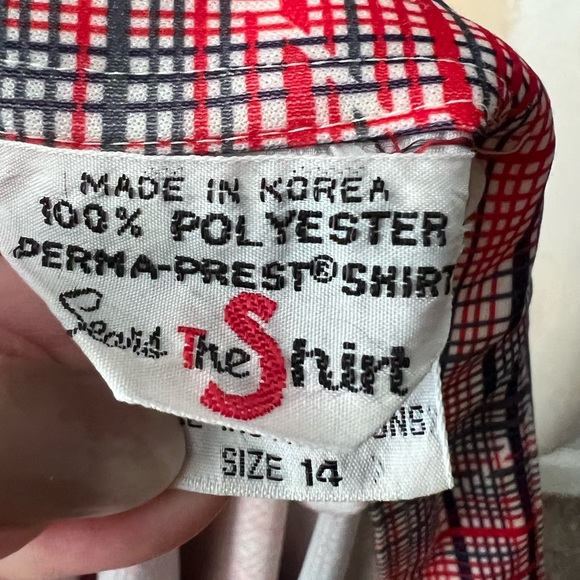 MADE IN KOREA
100% POLYESTER
PERMA-PREST® SHIRT
Sears The Shirt
SIZE 14